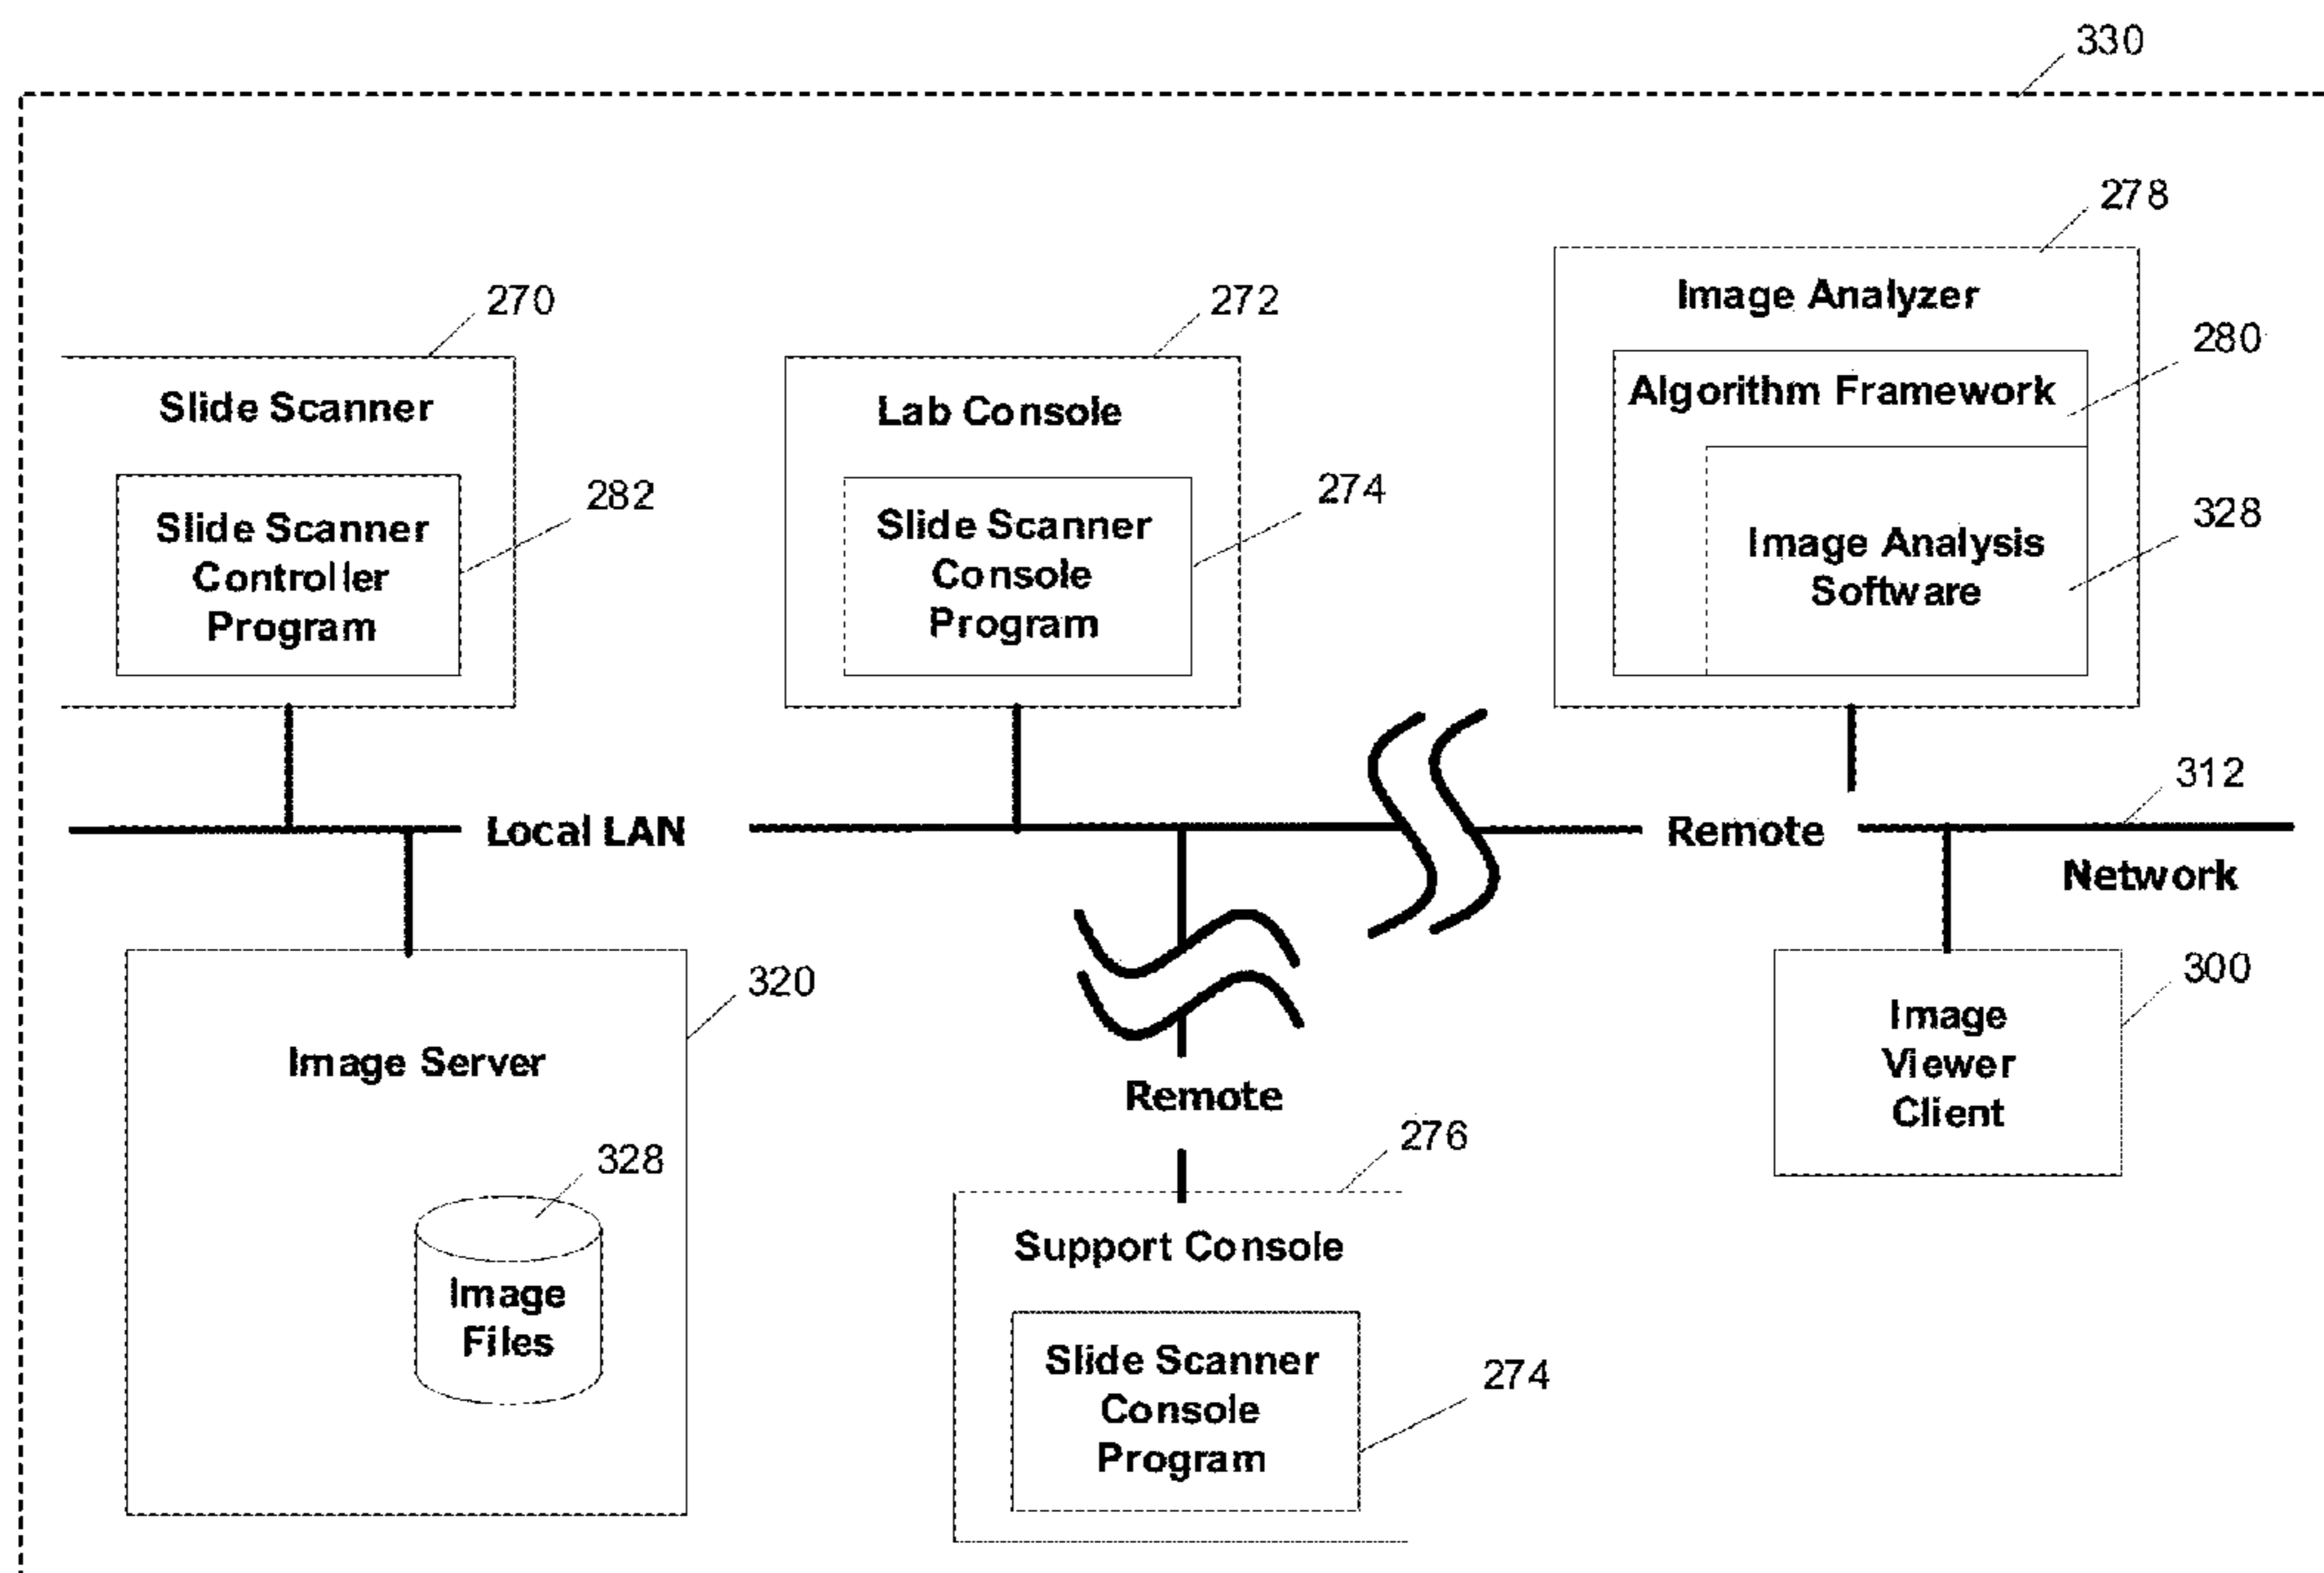 330
278
Image Analyzer
280
Algorithm Framework
328
Image Analysis
Software
270
Slide Scanner
282
Slide Scanner
Controller
Program
272
Lab Console
274
Slide Scanner
Console
Program
Local LAN
Remote
312
Network
320
Image Server
328
Image
Files
Remote
276
Support Console
274
Slide Scanner
Console
Program
300
Image
Viewer
Client